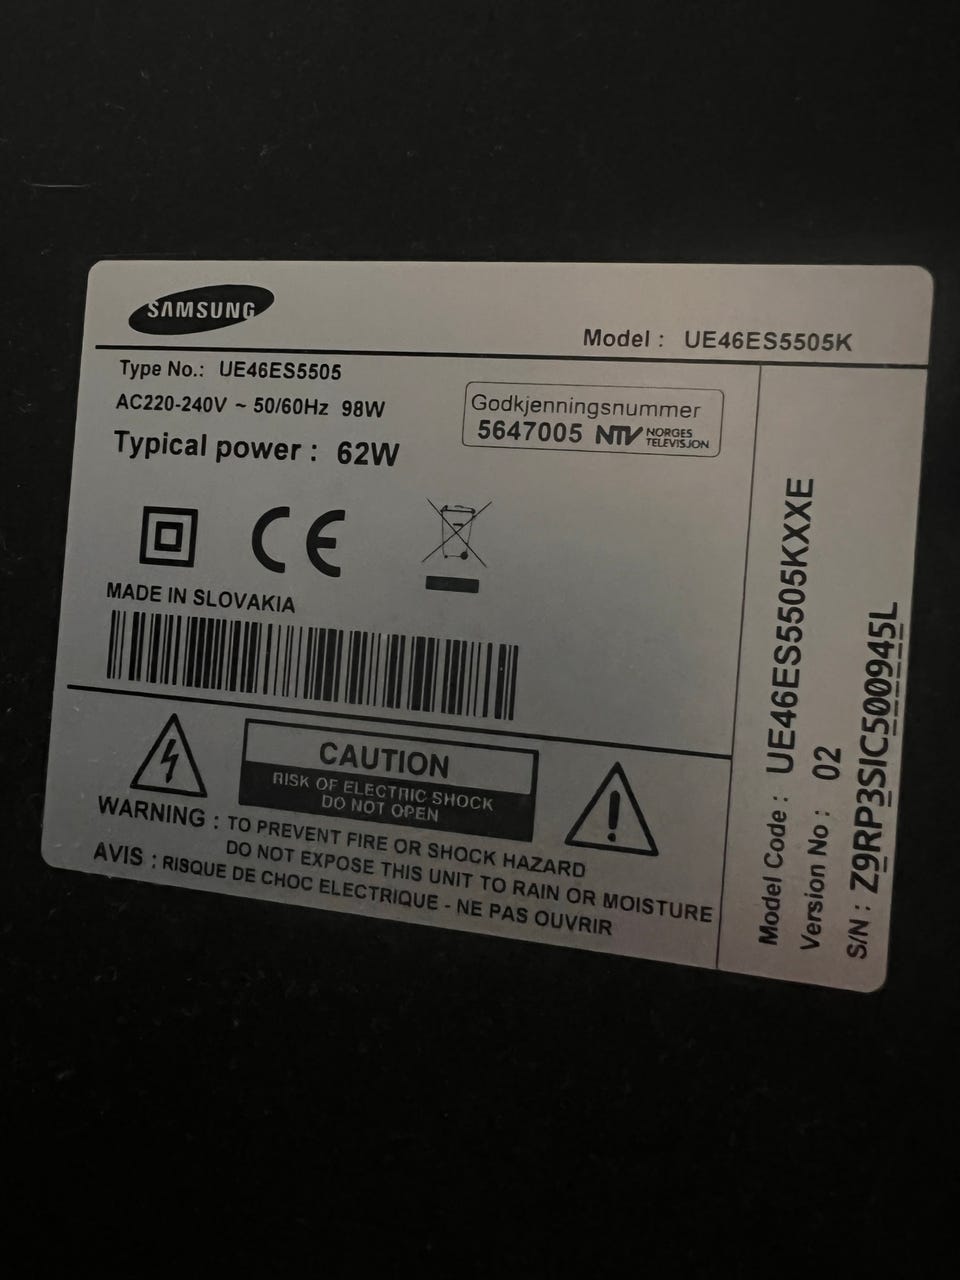 SAMSUNG
Model : UE46ES5505K
Type No.: UE46ES5505
AC220-240V ~ 50/60Hz 98W
Typical power : 62W
Godkjenningsnummer
5647005 NTV NORGES
TELEVISJON
CE
MADE IN SLOVAKIA
CAUTION
RISK OF ELECTRIC SHOCK
DO NOT OPEN
WARNING : TO PREVENT FIRE OR SHOCK HAZARD
DO NOT EXPOSE THIS UNIT TO RAIN OR MOISTURE
AVIS : RISQUE DE CHOC ELECTRIQUE - NE PAS OUVRIR
Model Code : UE46ES5505KXXE
Version No : 02
S/N : Z9RP3SIC500945L